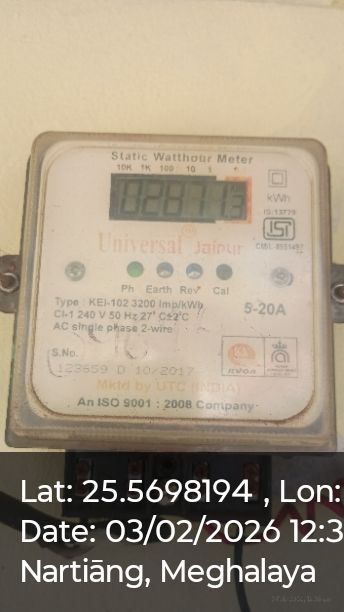 Static Watthour Meter
10K 1K 100 10 1
028713
kWh
IS:13779
ISI
Universal Jaipur
Ph Earth Rev Cal
Type : KEI-102 3200 Imp/kWh
5-20A
Cl-1 240 V 50 Hz 27°C±2°C
AC single phase 2-wire
S.No.
123659 D 10/2017
Mktd by UTC (INDIA)
An ISO 9001 : 2008 Company
Lat: 25.5698194 , Lon:
Date: 03/02/2026 12:3
Nartiāng, Meghalaya